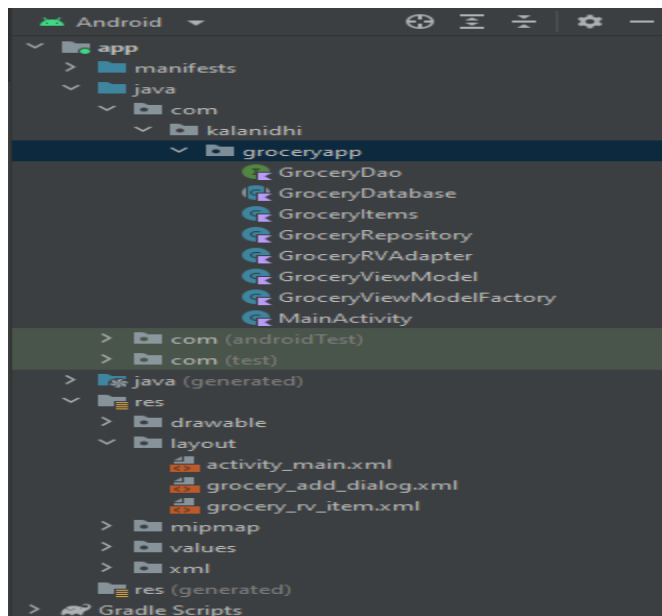 Android
app
manifests
java
com
kalanidhi
groceryapp
GroceryDao
GroceryDatabase
GroceryItems
GroceryRepository
GroceryRVAdapter
GroceryViewModel
GroceryViewModelFactory
MainActivity
com (androidTest)
com (test)
java (generated)
res
drawable
layout
activity_main.xml
grocery_add_dialog.xml
grocery_rv_item.xml
mipmap
values
xml
res (generated)
Gradle Scripts